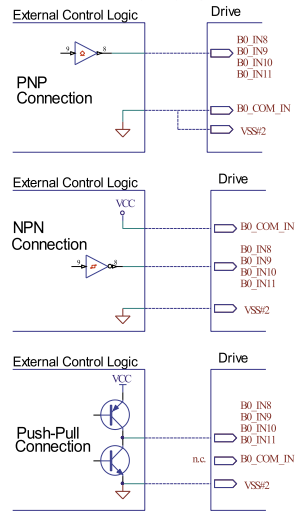 External Control Logic
Drive
9
8
B0_IN8
B0_IN9
B0_IN10
B0_IN11
PNP
Connection
B0_COM_IN
VSS#2
External Control Logic
Drive
VCC
NPN
Connection
B0_COM_IN
9
8
B0_IN8
B0_IN9
B0_IN10
B0_IN11
VSS#2
External Control Logic
Drive
VCC
Push-Pull
Connection
B0_IN8
B0_IN9
B0_IN10
B0_IN11
n.c.
B0_COM_IN
VSS#2